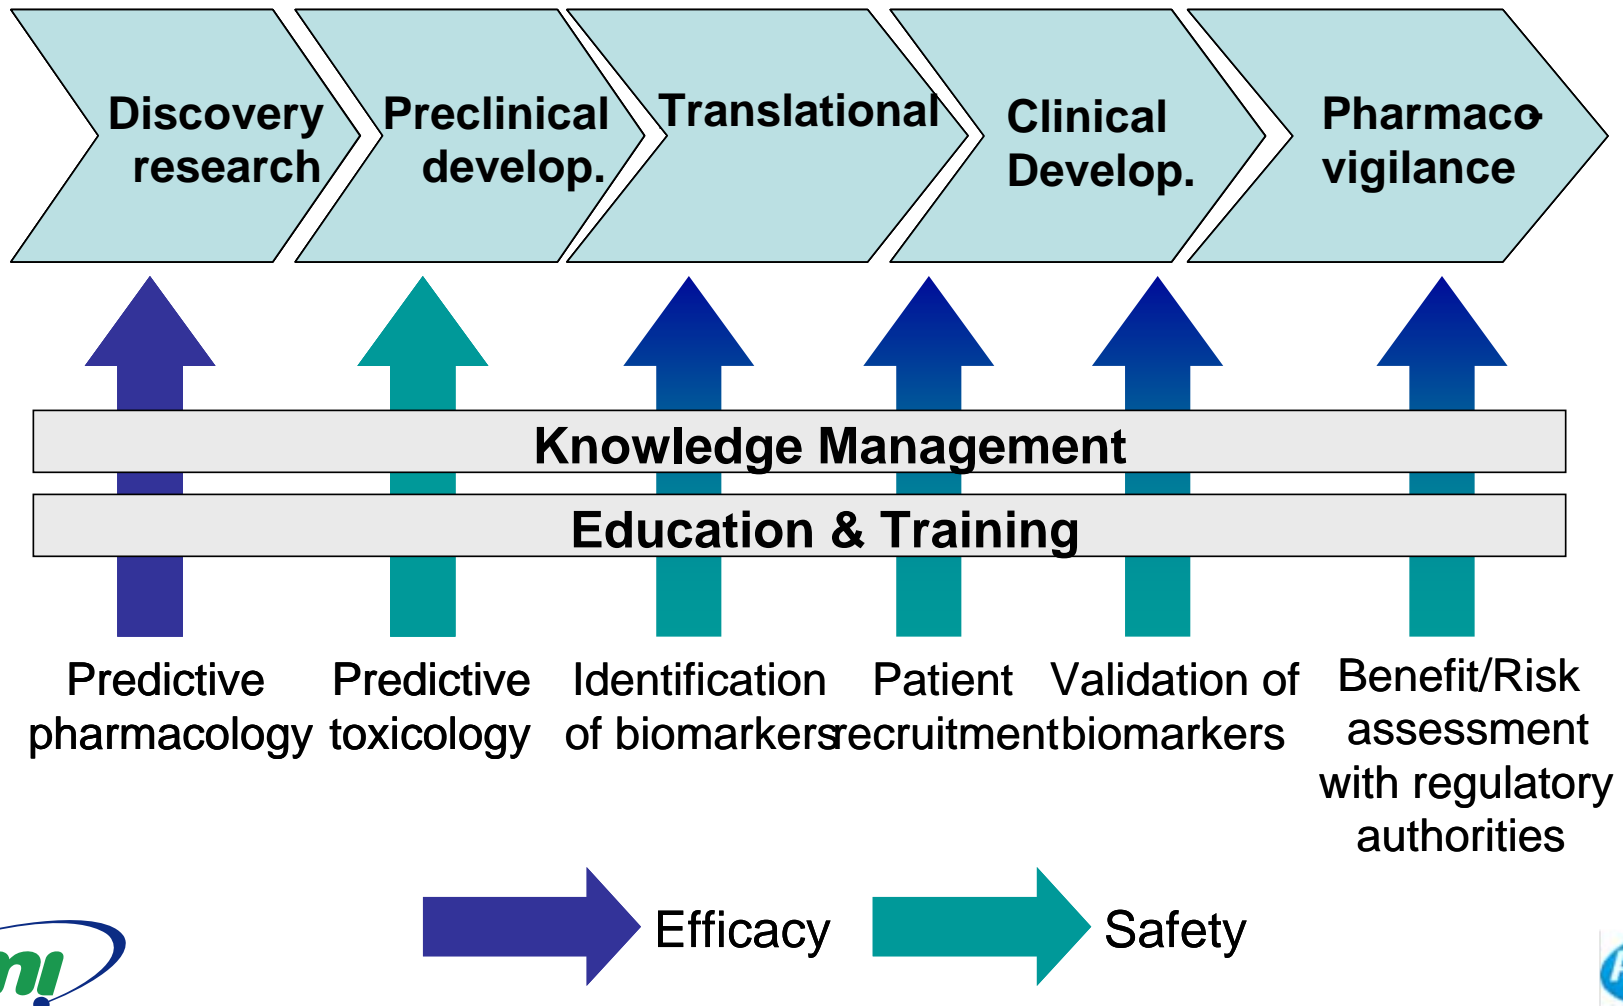 Discovery
research
Preclinical
develop.
Translational
Clinical
Develop.
Pharmaco-
vigilance
Knowledge Management
Education & Training
Predictive
pharmacology
Predictive
toxicology
Identification
of biomarkers
Patient
recruitment
Validation of
biomarkers
Benefit/Risk
assessment
with regulatory
authorities
Efficacy
Safety